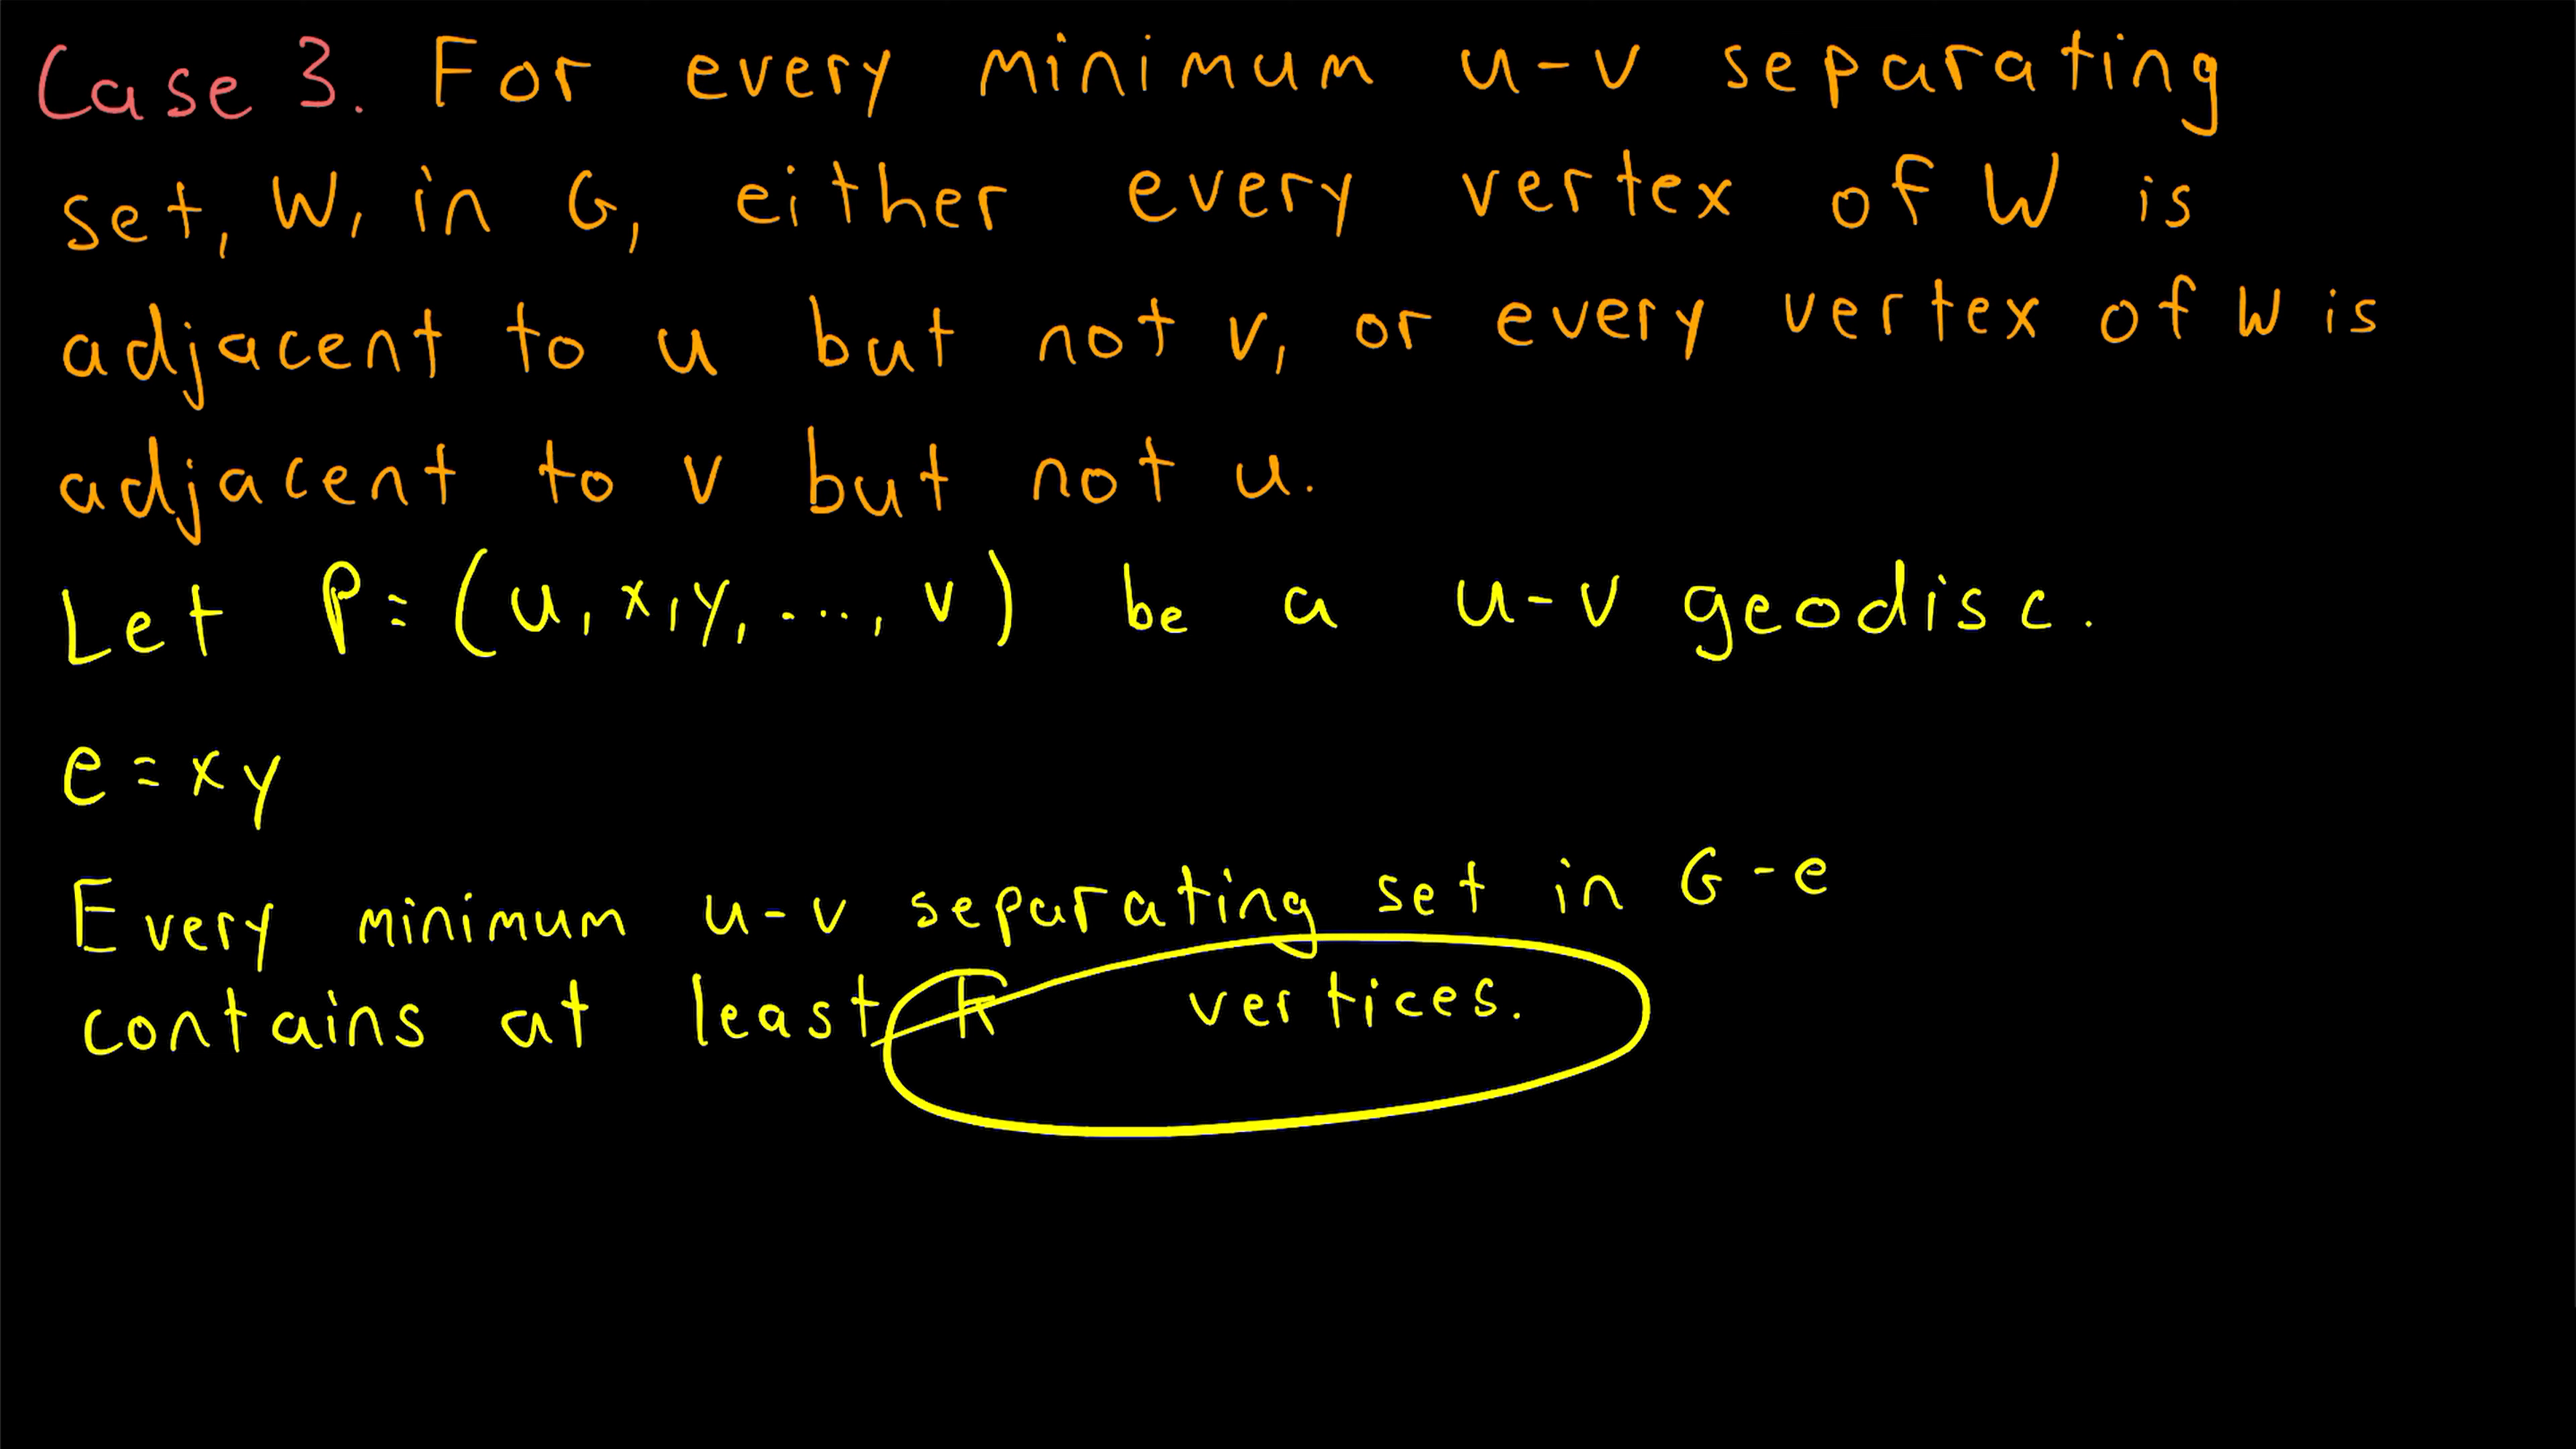 Case 3. For every minimum u-v separating
set, W, in G, either every vertex of W is
adjacent to u but not v, or every vertex of W is
adjacent to v but not u.
Let P = (u, x, y, ..., v) be a u-v geodisc.
e = xy
Every minimum u-v separating set in G-e
contains at least k vertices.